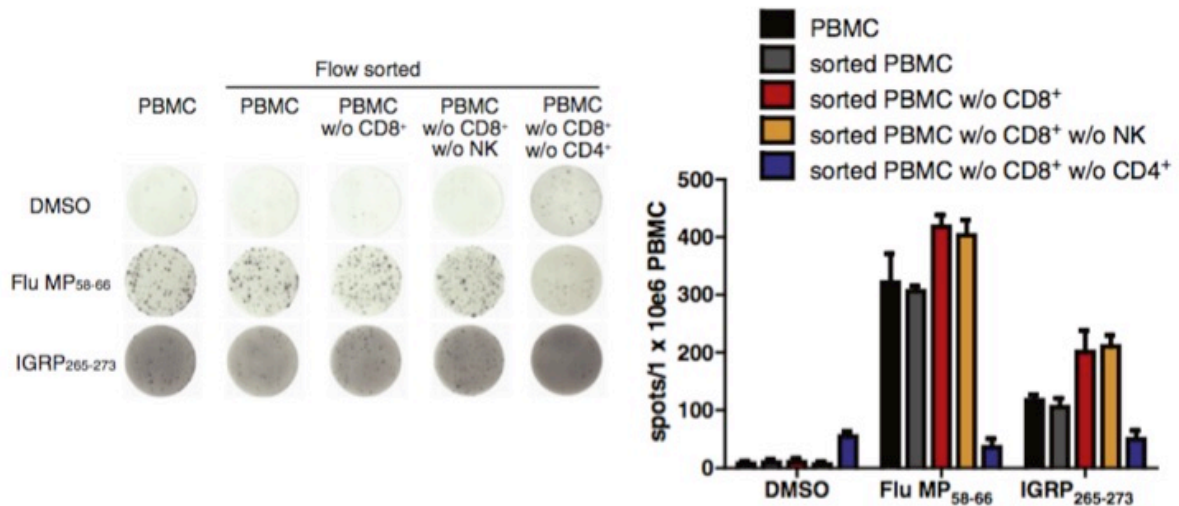 Flow sorted
PBMC PBMC PBMC PBMC PBMC
w/o CD8⁺ w/o CD8⁺ w/o CD8⁺
w/o NK w/o CD4⁺
DMSO
Flu MP₅₈₋₆₆
IGRP₂₆₅₋₂₇₃
PBMC
sorted PBMC
sorted PBMC w/o CD8⁺
sorted PBMC w/o CD8⁺ w/o NK
sorted PBMC w/o CD8⁺ w/o CD4⁺
spots/1 x 10e6 PBMC
500
400
300
200
100
0
DMSO Flu MP₅₈₋₆₆ IGRP₂₆₅₋₂₇₃